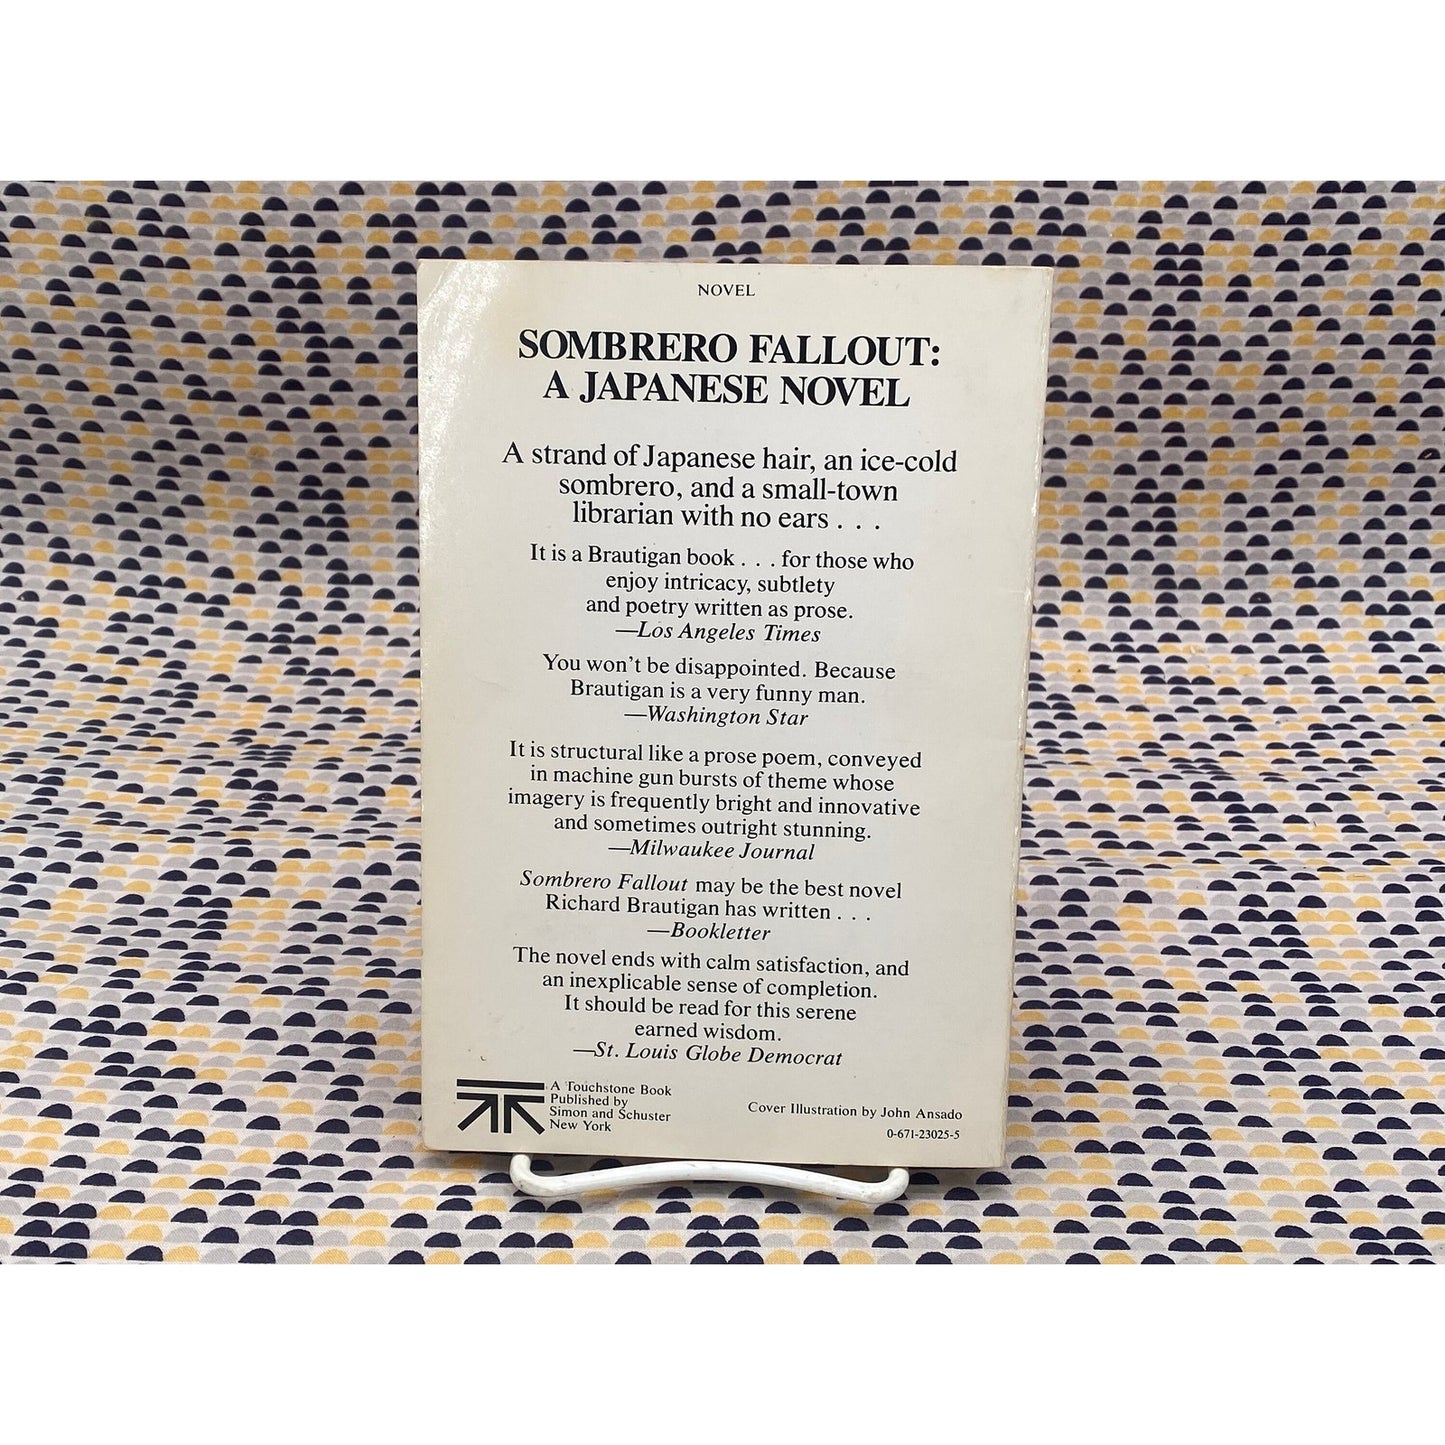 NOVEL
SOMBRERO FALLOUT:
A JAPANESE NOVEL
A strand of Japanese hair, an ice-cold
sombrero, and a small-town
librarian with no ears . . .
It is a Brautigan book . . . for those who
enjoy intricacy, subtlety
and poetry written as prose.
—Los Angeles Times
You won't be disappointed. Because
Brautigan is a very funny man.
—Washington Star
It is structural like a prose poem, conveyed
in machine gun bursts of theme whose
imagery is frequently bright and innovative
and sometimes outright stunning.
—Milwaukee Journal
Sombrero Fallout may be the best novel
Richard Brautigan has written . . .
—Bookletter
The novel ends with calm satisfaction, and
an inexplicable sense of completion.
It should be read for this serene
earned wisdom.
—St. Louis Globe Democrat
A Touchstone Book
Published by
Simon and Schuster
New York
Cover Illustration by John Ansado
0-671-23025-5